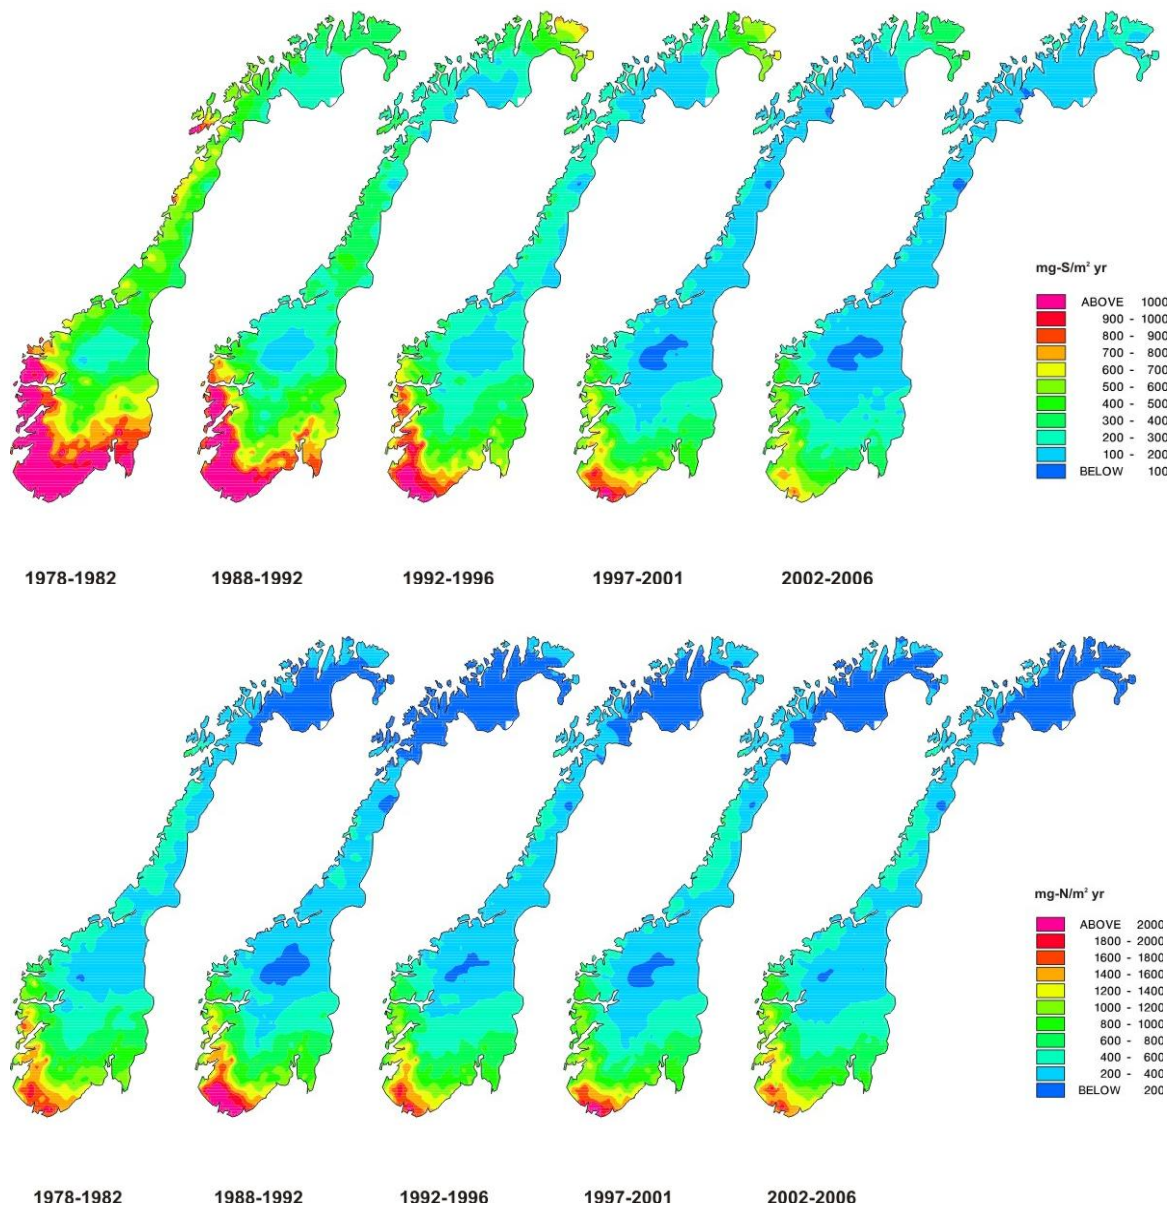 mg-S/m² yr
ABOVE 1000
900 - 1000
800 - 900
700 - 800
600 - 700
500 - 600
400 - 500
300 - 400
200 - 300
100 - 200
BELOW 100
1978-1982 1988-1992 1992-1996 1997-2001 2002-2006
mg-N/m² yr
ABOVE 2000
1800 - 2000
1600 - 1800
1400 - 1600
1200 - 1400
1000 - 1200
800 - 1000
600 - 800
400 - 600
200 - 400
BELOW 200
1978-1982 1988-1992 1992-1996 1997-2001 2002-2006